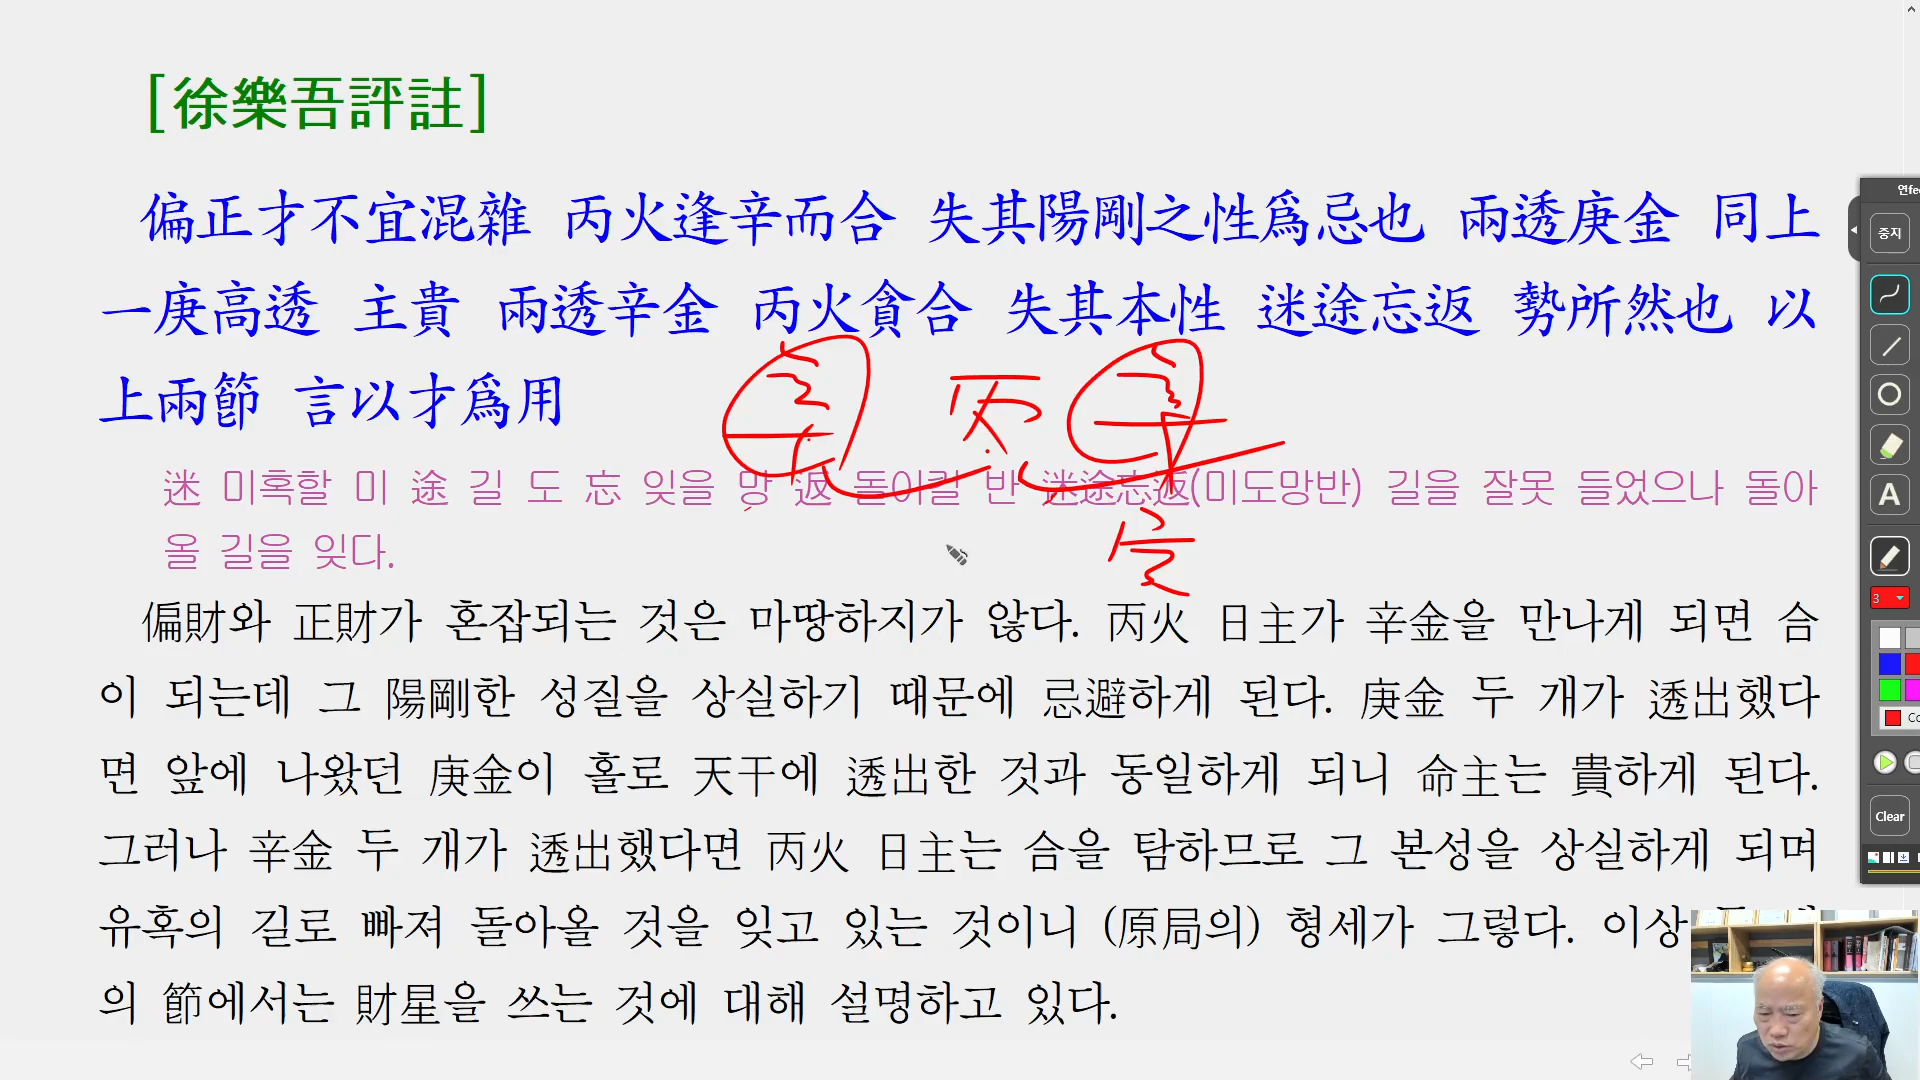 [徐樂吾評註]
偏正才不宜混雜 丙火逢辛而合 失其陽剛之性爲忌也 兩透庚金 同上
一庚高透 主貴 兩透辛金 丙火貪合 失其本性 迷途忘返 勢所然也 以
上兩節 言以才爲用
辛 丙 辛
迷 미혹할 미 途 길 도 忘 잊을 망 返 돌이킬 반 迷途忘返(미도망반) 길을 잘못 들었으나 돌아
올 길을 잊다.
偏財와 正財가 혼잡되는 것은 마땅하지가 않다. 丙火 日主가 辛金을 만나게 되면 合
이 되는데 그 陽剛한 성질을 상실하기 때문에 忌避하게 된다. 庚金 두 개가 透出했다
면 앞에 나왔던 庚金이 홀로 天干에 透出한 것과 동일하게 되니 命主는 貴하게 된다.
그러나 辛金 두 개가 透出했다면 丙火 日主는 合을 탐하므로 그 본성을 상실하게 되며
유혹의 길로 빠져 돌아올 것을 잊고 있는 것이니 (原局의) 형세가 그렇다. 이상
의 節에서는 財星을 쓰는 것에 대해 설명하고 있다.
중지
A
3
Clear